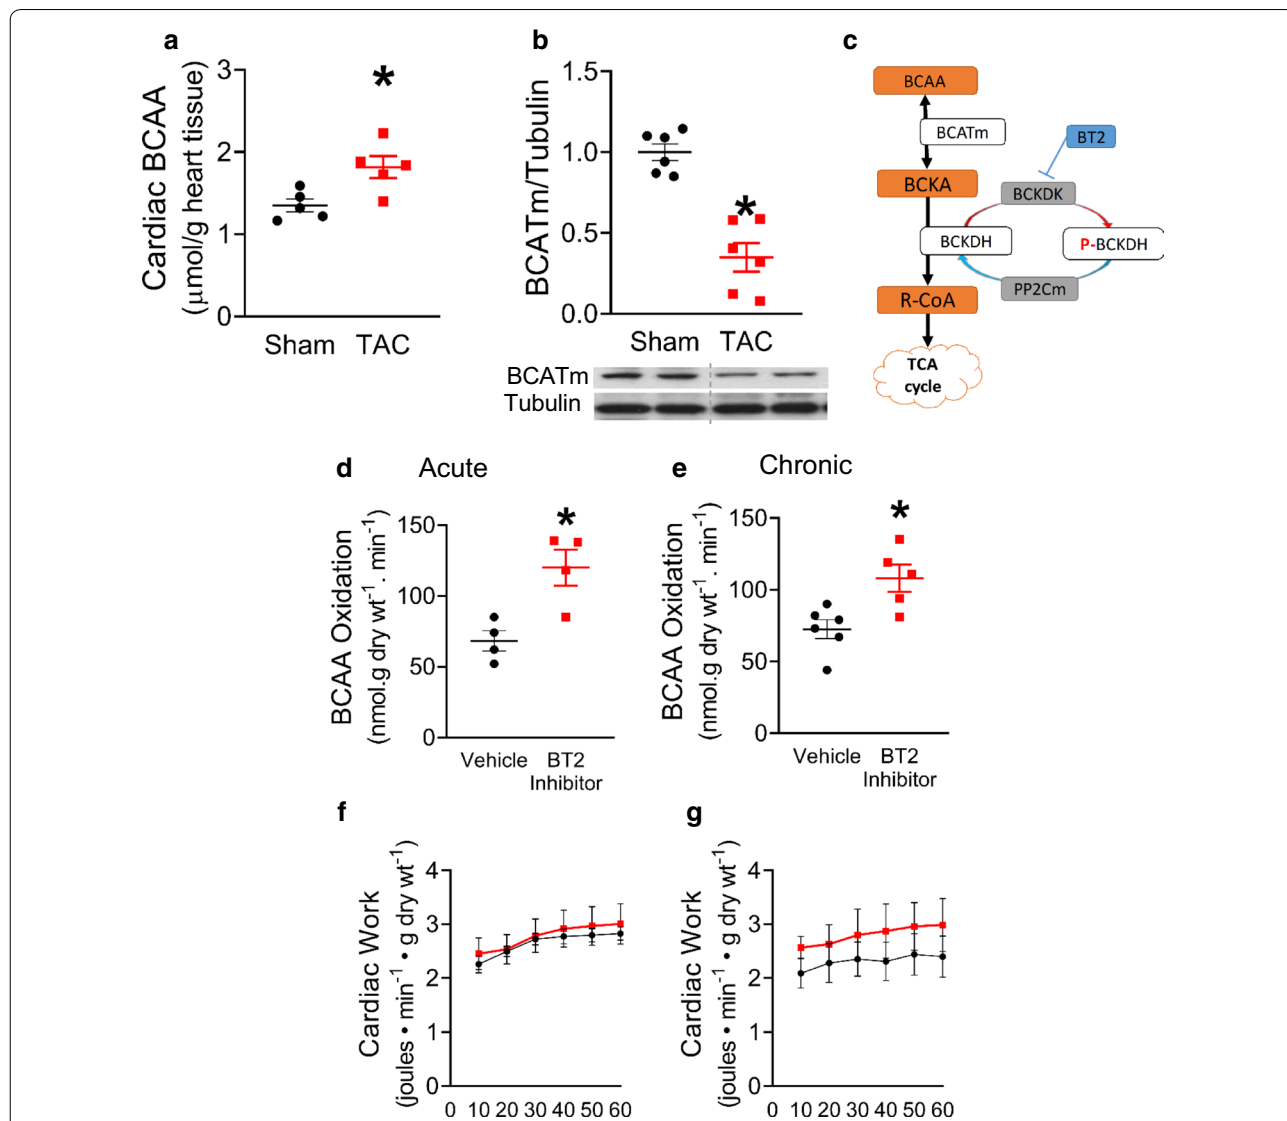 a
Cardiac BCAA
(μmol/g heart tissue)
3
2
1
0
*
Sham TAC
b
BCATm/Tubulin
1.5
1.0
0.5
0.0
*
Sham TAC
BCATm
Tubulin
c
BCAA
BCATm
BT2
BCKA
BCKDK
BCKDH
P-BCKDH
PP2Cm
R-CoA
TCA
cycle
d Acute
BCAA Oxidation
(nmol.g dry wt⁻¹. min⁻¹)
150
100
50
0
*
Vehicle BT2
Inhibitor
e Chronic
BCAA Oxidation
(nmol.g dry wt⁻¹. min⁻¹)
150
100
50
0
*
Vehicle BT2
Inhibitor
f
Cardiac Work
(joules • min⁻¹ • g dry wt⁻¹)
4
3
2
1
0
0 10 20 30 40 50 60
g
Cardiac Work
(joules • min⁻¹ • g dry wt⁻¹)
4
3
2
1
0
0 10 20 30 40 50 60